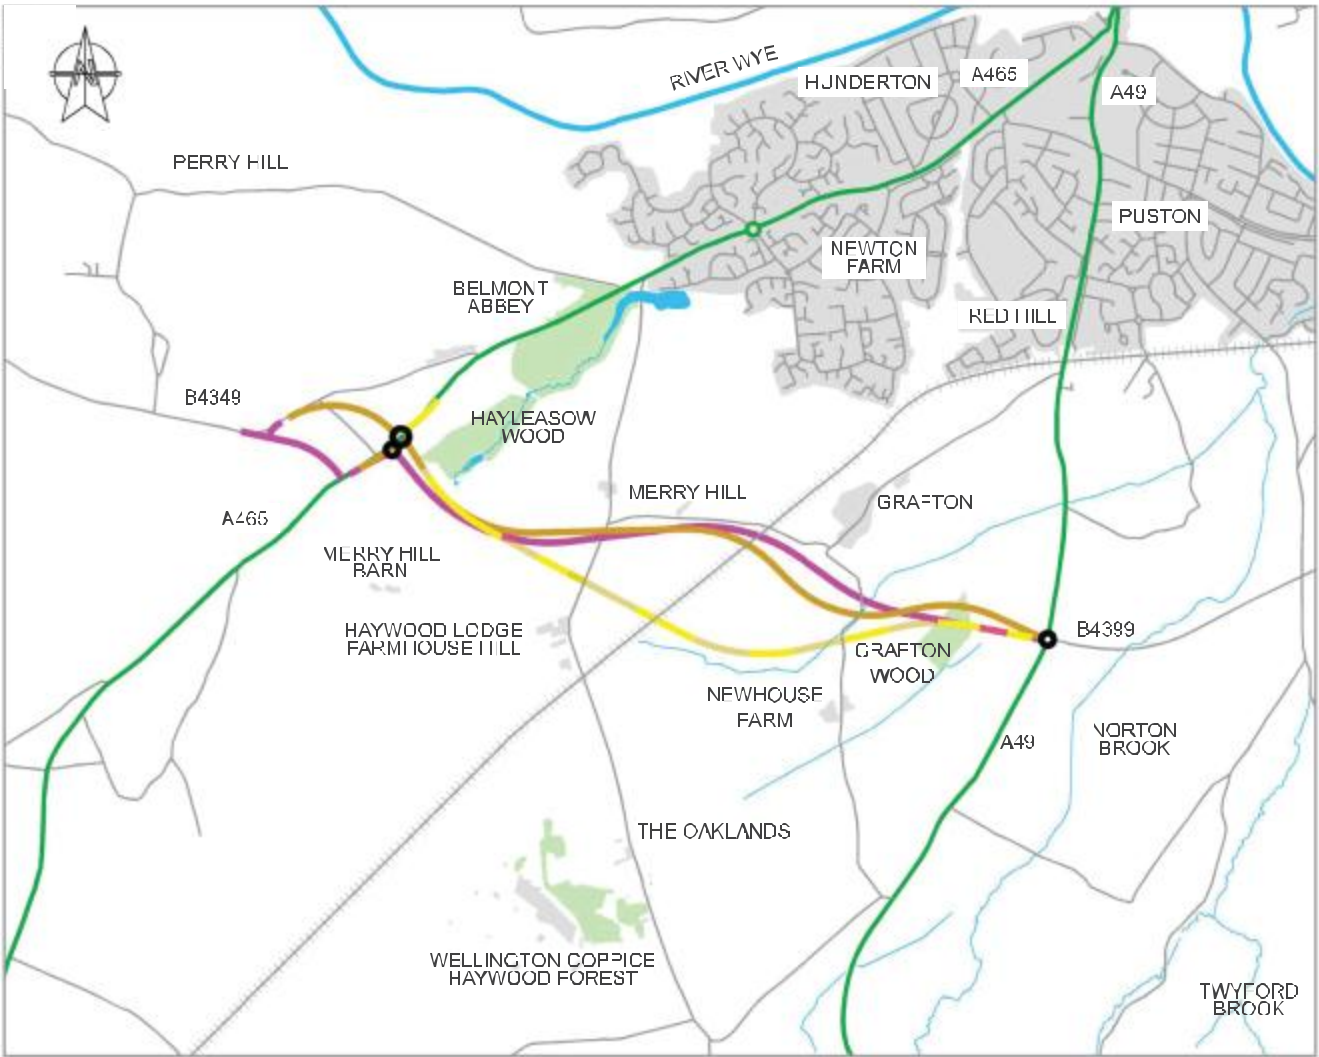 RIVER WYE
HUNDERTON
A465
A49
PERRY HILL
PUSTON
NEWTON
FARM
BELMONT
ABBEY
RED HILL
B4349
HAYLEASOW
WOOD
MERRY HILL
GRAFTON
A465
MERRY HILL
BARN
HAYWOOD LODGE
FARMHOUSE HILL
B4399
GRAFTON
WOOD
NEWHOUSE
FARM
A49
NORTON
BROOK
THE OAKLANDS
WELLINGTON COPPICE
HAYWOOD FOREST
TWYFORD
BROOK